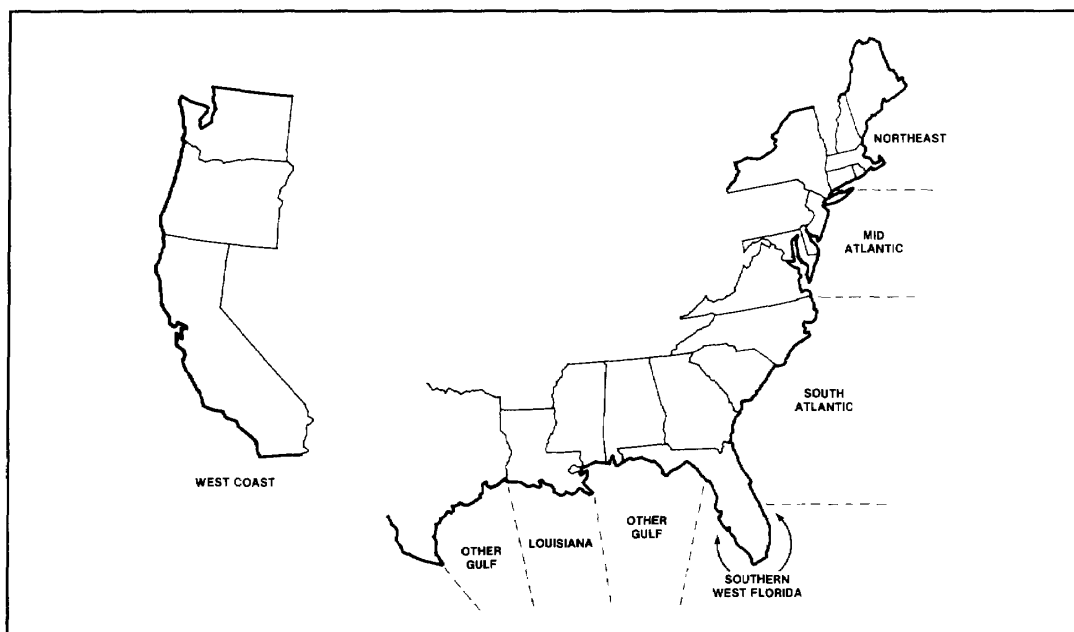 NORTHEAST
MID
ATLANTIC
SOUTH
ATLANTIC
WEST COAST
OTHER
GULF
LOUISIANA
OTHER
GULF
SOUTHERN
WEST FLORIDA